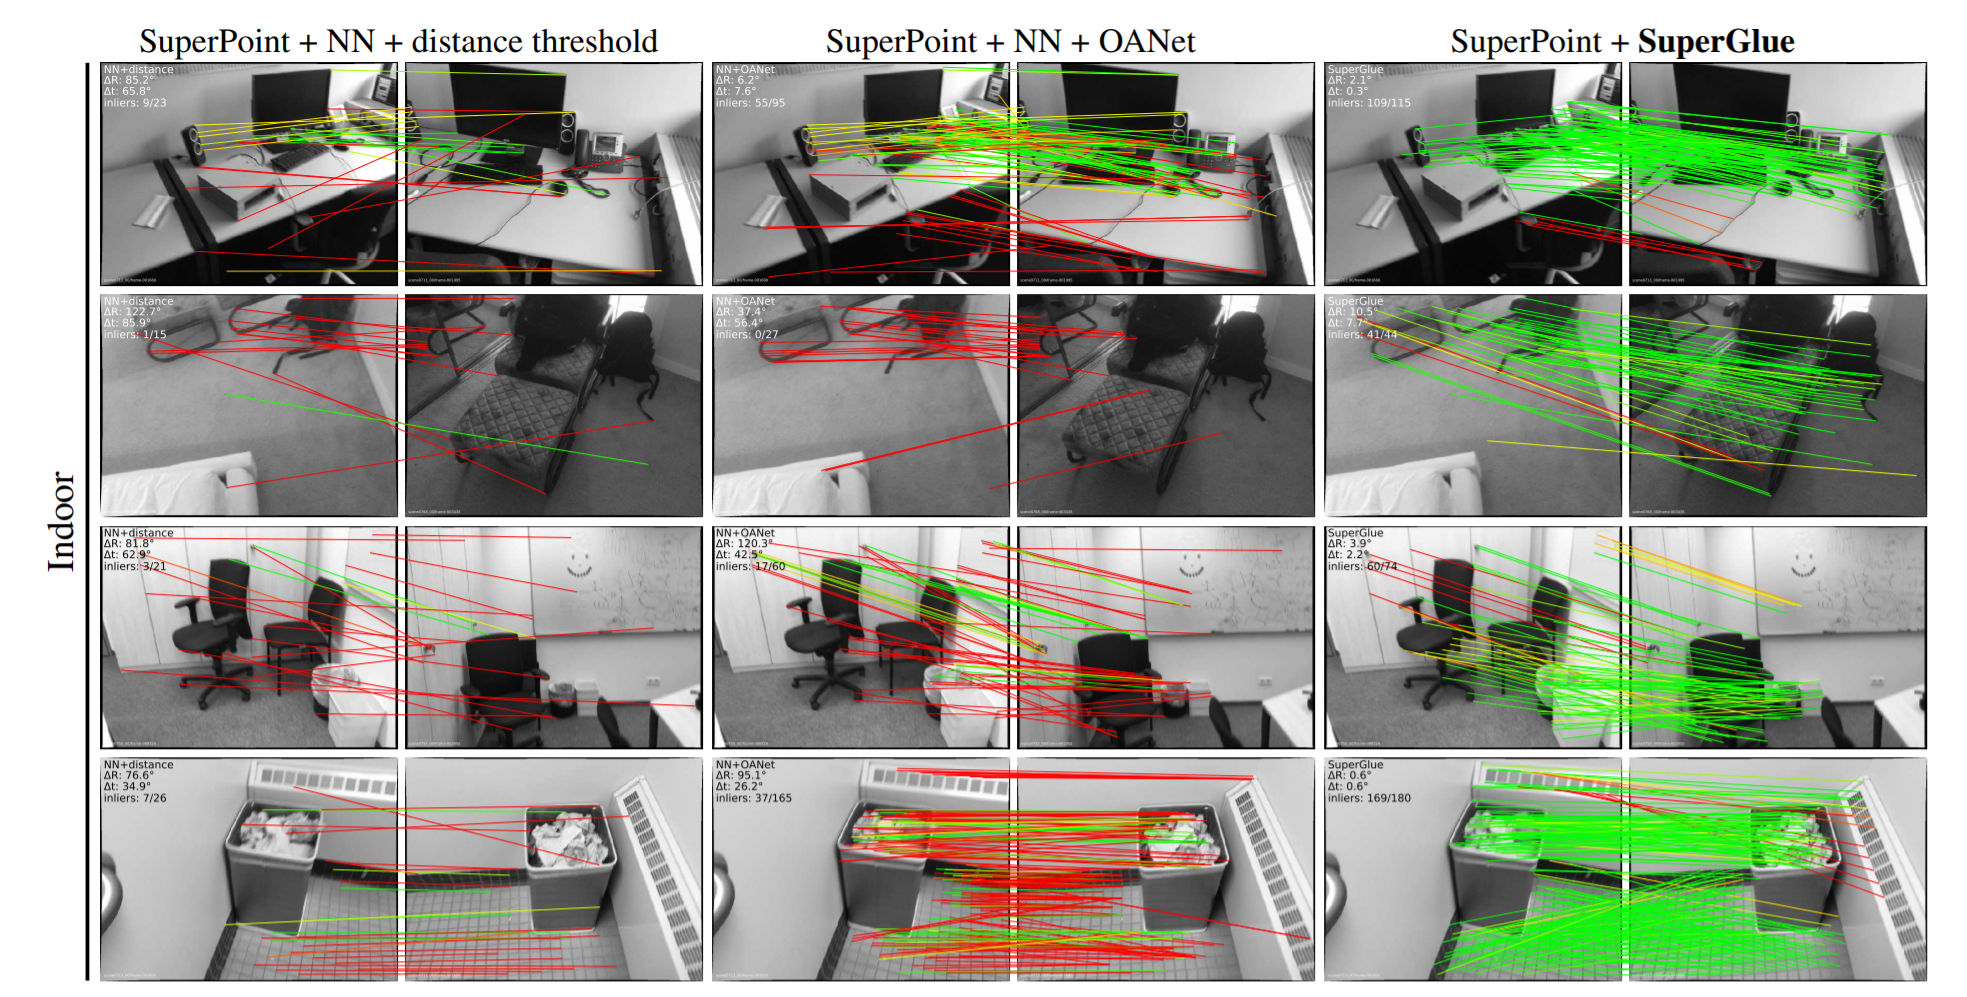 SuperPoint + NN + distance threshold
SuperPoint + NN + OANet
SuperPoint + SuperGlue
Indoor
NN+distance
ΔR: 85.2°
Δt: 65.8°
inliers: 9/23
NN+OANet
ΔR: 6.2°
Δt: 7.6°
inliers: 55/95
SuperGlue
ΔR: 2.1°
Δt: 0.3°
inliers: 109/115
NN+distance
ΔR: 122.7°
Δt: 85.9°
inliers: 1/15
NN+OANet
ΔR: 37.4°
Δt: 56.4°
inliers: 0/27
SuperGlue
ΔR: 10.5°
Δt: 7.7°
inliers: 41/44
NN+distance
ΔR: 81.8°
Δt: 62.9°
inliers: 3/21
NN+OANet
ΔR: 120.3°
Δt: 42.5°
inliers: 17/60
SuperGlue
ΔR: 3.9°
Δt: 2.2°
inliers: 60/74
NN+distance
ΔR: 76.6°
Δt: 34.9°
inliers: 7/26
NN+OANet
ΔR: 95.1°
Δt: 26.2°
inliers: 37/165
SuperGlue
ΔR: 0.6°
Δt: 0.6°
inliers: 169/180